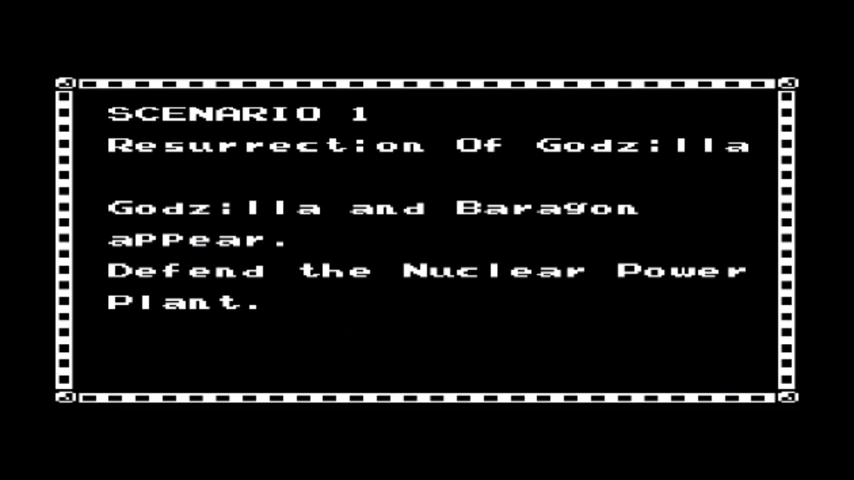 SCENARIO 1
Resurrection Of Godzilla
Godzilla and Baragon
appear.
Defend the Nuclear Power
Plant.